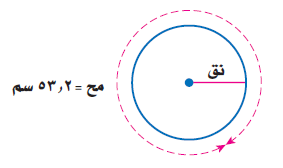 نق
مح = ٥٣,٢ سم